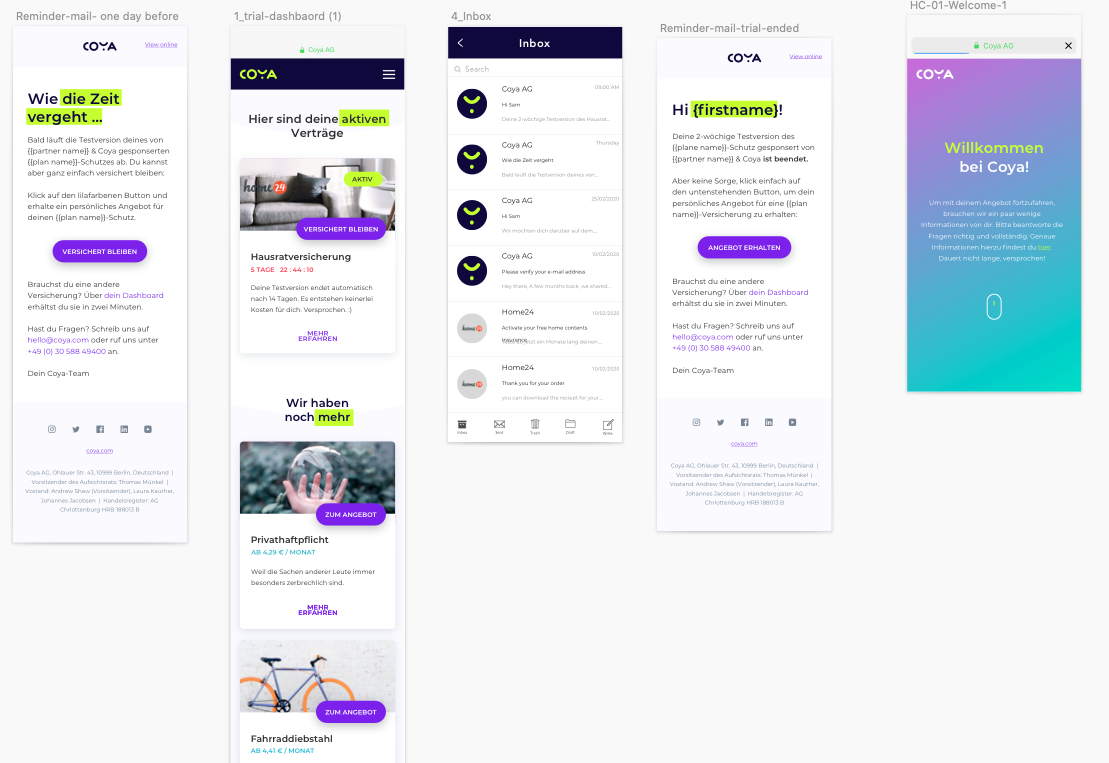 Reminder-mail- one day before
COYA
View online
Wie die Zeit
vergeht ...
Bald läuft die Testversion deines von
{{partner name}} & Coya gesponserten
{{plan name}}-Schutzes ab. Du kannst
aber ganz einfach versichert bleiben:
Klick auf den lilafarbenen Button und
erhalte ein persönliches Angebot für
deinen {{plan name}}-Schutz.
VERSICHERT BLEIBEN
Brauchst du eine andere
Versicherung? Über dein Dashboard
erhältst du sie in zwei Minuten.
Hast du Fragen? Schreib uns auf
hello@coya.com oder ruf uns unter
+49 (0) 30 588 49400 an.
Dein Coya-Team
coya.com
Coya AG, Ohlauer Str. 43, 10999 Berlin, Deutschland |
Vorsitzender des Aufsichtsrats: Thomas Münkel |
Vostand: Andrew Shaw (Vorsitzender), Laura Kauther,
Johannes Jacobsen | Handelsregister: AG
Chrlottenburg HRB 188013 B
1_trial-dashbaord (1)
Coya AG
COYA
Hier sind deine aktiven
Verträge
home24
AKTIV
VERSICHERT BLEIBEN
Hausratversicherung
5 TAGE 22 : 44 : 10
Deine Testversion endet automatisch
nach 14 Tagen. Es entstehen keinerlei
Kosten für dich. Versprochen. :)
MEHR
ERFAHREN
Wir haben
noch mehr
ZUM ANGEBOT
Privathaftpflicht
AB 4,29 € / MONAT
Weil die Sachen anderer Leute immer
besonders zerbrechlich sind.
MEHR
ERFAHREN
ZUM ANGEBOT
Fahrraddiebstahl
AB 4,41 € / MONAT
4_Inbox
Inbox
Search
Coya AG
09:00 AM
Hi Sam
Deine 2-wöchige Testversion des Hausrat...
Coya AG
Thursday
Wie die Zeit vergeht
Bald läuft die Testversion deines von...
Coya AG
25/02/2020
Hi Sam
Wir möchten dich darüber auf dem...
Coya AG
10/02/2020
Please verify your e-mail address
Hey there, A few months back, we shared...
Home24
10/02/2020
home24
Activate your free home contents
insurance
Home24
10/02/2020
home24
Thank you for your order
you can download the reciept for your...
Inbox
Sent
Trash
Draft
Write
Reminder-mail-trial-ended
COYA
View online
Hi {firstname}!
Deine 2-wöchige Testversion des
{{plane name}}-Schutz gesponsert von
{{partner name}} & Coya ist beendet.
Aber keine Sorge, klick einfach auf
den untenstehenden Button, um dein
persönliches Angebot für eine {{plan
name}}-Versicherung zu erhalten:
ANGEBOT ERHALTEN
Brauchst du eine andere
Versicherung? Über dein Dashboard
erhältst du sie in zwei Minuten.
Hast du Fragen? Schreib uns auf
hello@coya.com oder ruf uns unter
+49 (0) 30 588 49400 an.
Dein Coya-Team
coya.com
Coya AG, Ohlauer Str. 43, 10999 Berlin, Deutschland |
Vorsitzender des Aufsichtsrats: Thomas Münkel |
Vostand: Andrew Shaw (Vorsitzender), Laura Kauther,
Johannes Jacobsen | Handelsregister: AG
Chrlottenburg HRB 188013 B
HC-01-Welcome-1
Coya AG
COYA
Willkommen
bei Coya!
Um mit deinem Angebot fortzufahren,
brauchen wir ein paar wenige
Informationen von dir. Bitte beantworte die
Fragen richtig und vollständig. Genaue
Informationen hierzu findest du hier.
Dauert nicht lange, versprochen!